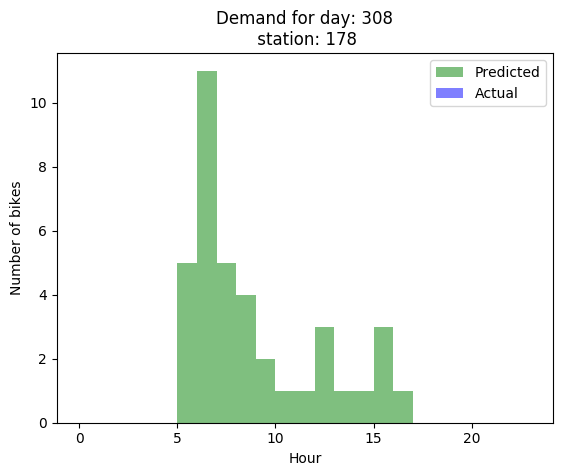 Demand for day: 308
station: 178
Predicted
Actual
Number of bikes
10
8
6
4
2
0
0
5
10
15
20
Hour